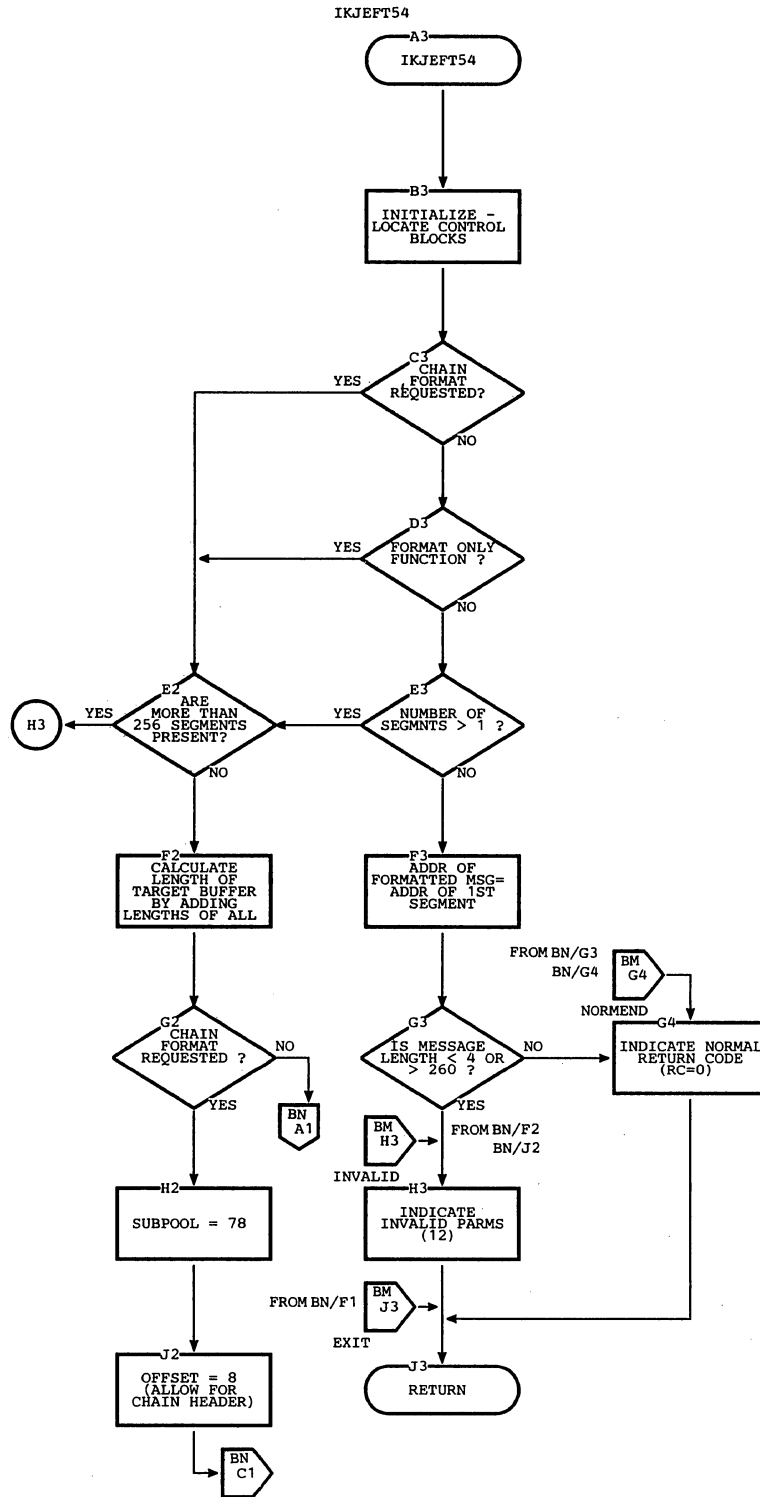 IKJEFT54
A3
IKJEFT54
B3
INITIALIZE -
LOCATE CONTROL
BLOCKS
C3
CHAIN
FORMAT
REQUESTED?
YES
NO
D3
FORMAT ONLY
FUNCTION ?
YES
NO
E3
NUMBER OF
SEGMNTS > 1 ?
YES
NO
E2
ARE
MORE THAN
256 SEGMENTS
PRESENT?
YES
NO
H3
F2
CALCULATE
LENGTH OF
TARGET BUFFER
BY ADDING
LENGTHS OF ALL
F3
ADDR OF
FORMATTED MSG=
ADDR OF 1ST
SEGMENT
FROM BN/G3
BN/G4
BM
G4
NORMEND
G4
INDICATE NORMAL
RETURN CODE
(RC=0)
G2
CHAIN
FORMAT
REQUESTED ?
NO
YES
BN
A1
G3
IS MESSAGE
LENGTH < 4 OR
> 260 ?
NO
YES
BM
H3
FROM BN/F2
BN/J2
INVALID
H3
INDICATE
INVALID PARMS
(12)
H2
SUBPOOL = 78
FROM BN/F1
BM
J3
EXIT
J3
RETURN
J2
OFFSET = 8
(ALLOW FOR
CHAIN HEADER)
BN
C1